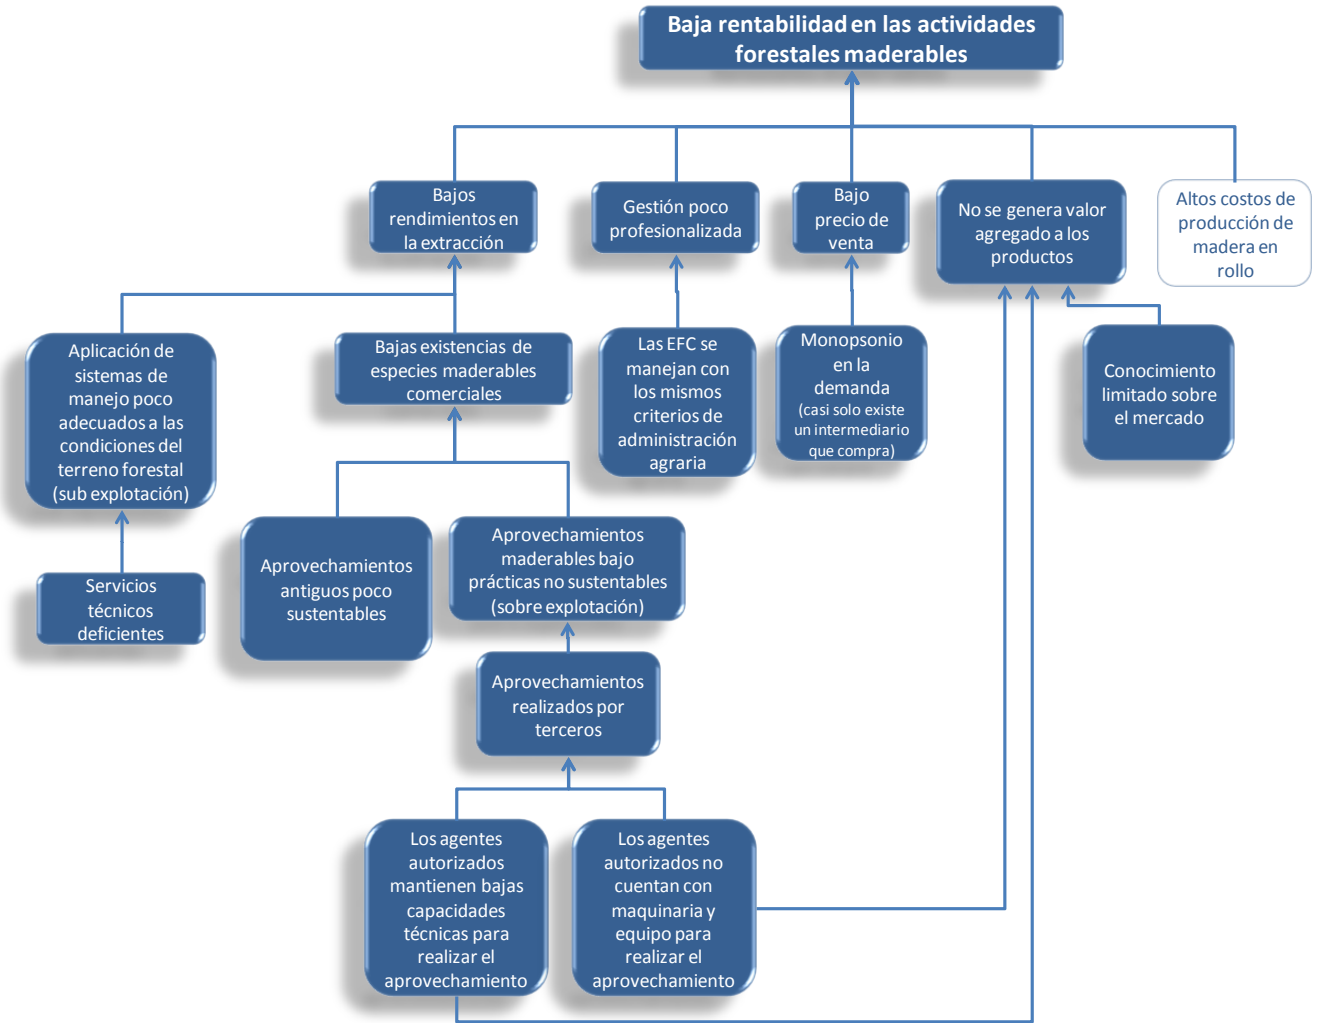 Baja rentabilidad en las actividades
forestales maderables
Bajos
rendimientos en
la extracción
Gestión poco
profesionalizada
Bajo
precio de
venta
No se genera valor
agregado a los
productos
Altos costos de
producción de
madera en
rollo
Aplicación de
sistemas de
manejo poco
adecuados a las
condiciones del
terreno forestal
(sub explotación)
Bajas existencias de
especies maderables
comerciales
Las EFC se
manejan con
los mismos
criterios de
administración
agraria
Monopsonio
en la
demanda
(casi solo existe
un intermediario
que compra)
Conocimiento
limitado sobre
el mercado
Servicios
técnicos
deficientes
Aprovechamientos
antiguos poco
sustentables
Aprovechamientos
maderables bajo
prácticas no sustentables
(sobre explotación)
Aprovechamientos
realizados por
terceros
Los agentes
autorizados
mantienen bajas
capacidades
técnicas para
realizar el
aprovechamiento
Los agentes
autorizados no
cuentan con
maquinaria y
equipo para
realizar el
aprovechamiento